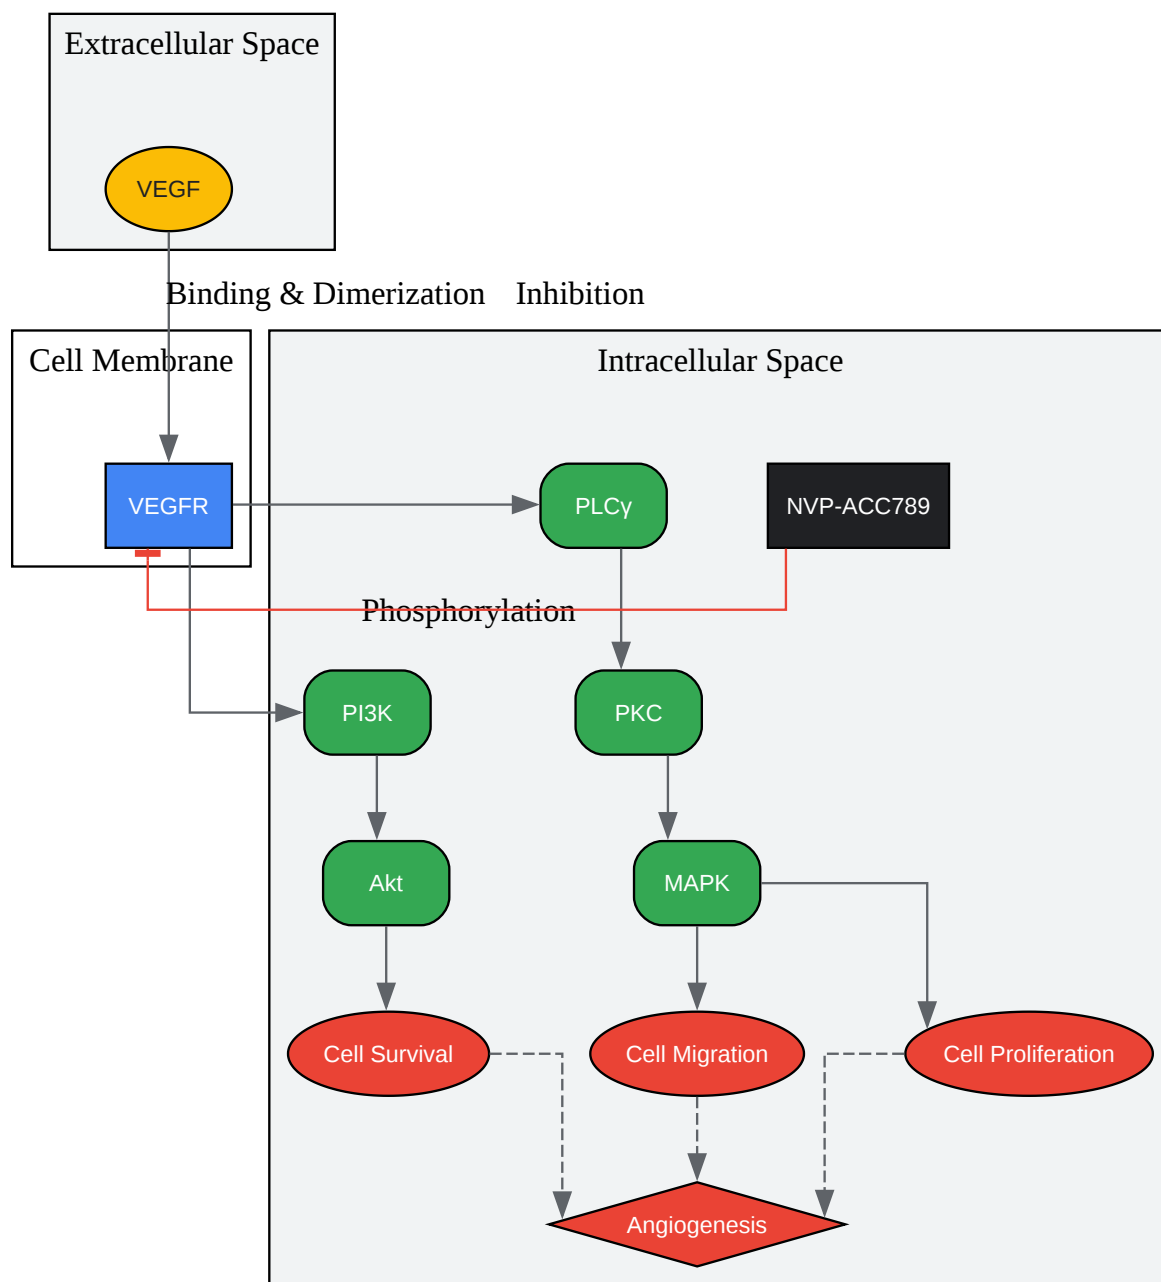 Extracellular Space
VEGF
Binding & Dimerization
Inhibition
Cell Membrane
Intracellular Space
VEGFR
PLCγ
NVP-ACC789
Phosphorylation
PI3K
PKC
Akt
MAPK
Cell Survival
Cell Migration
Cell Proliferation
Angiogenesis